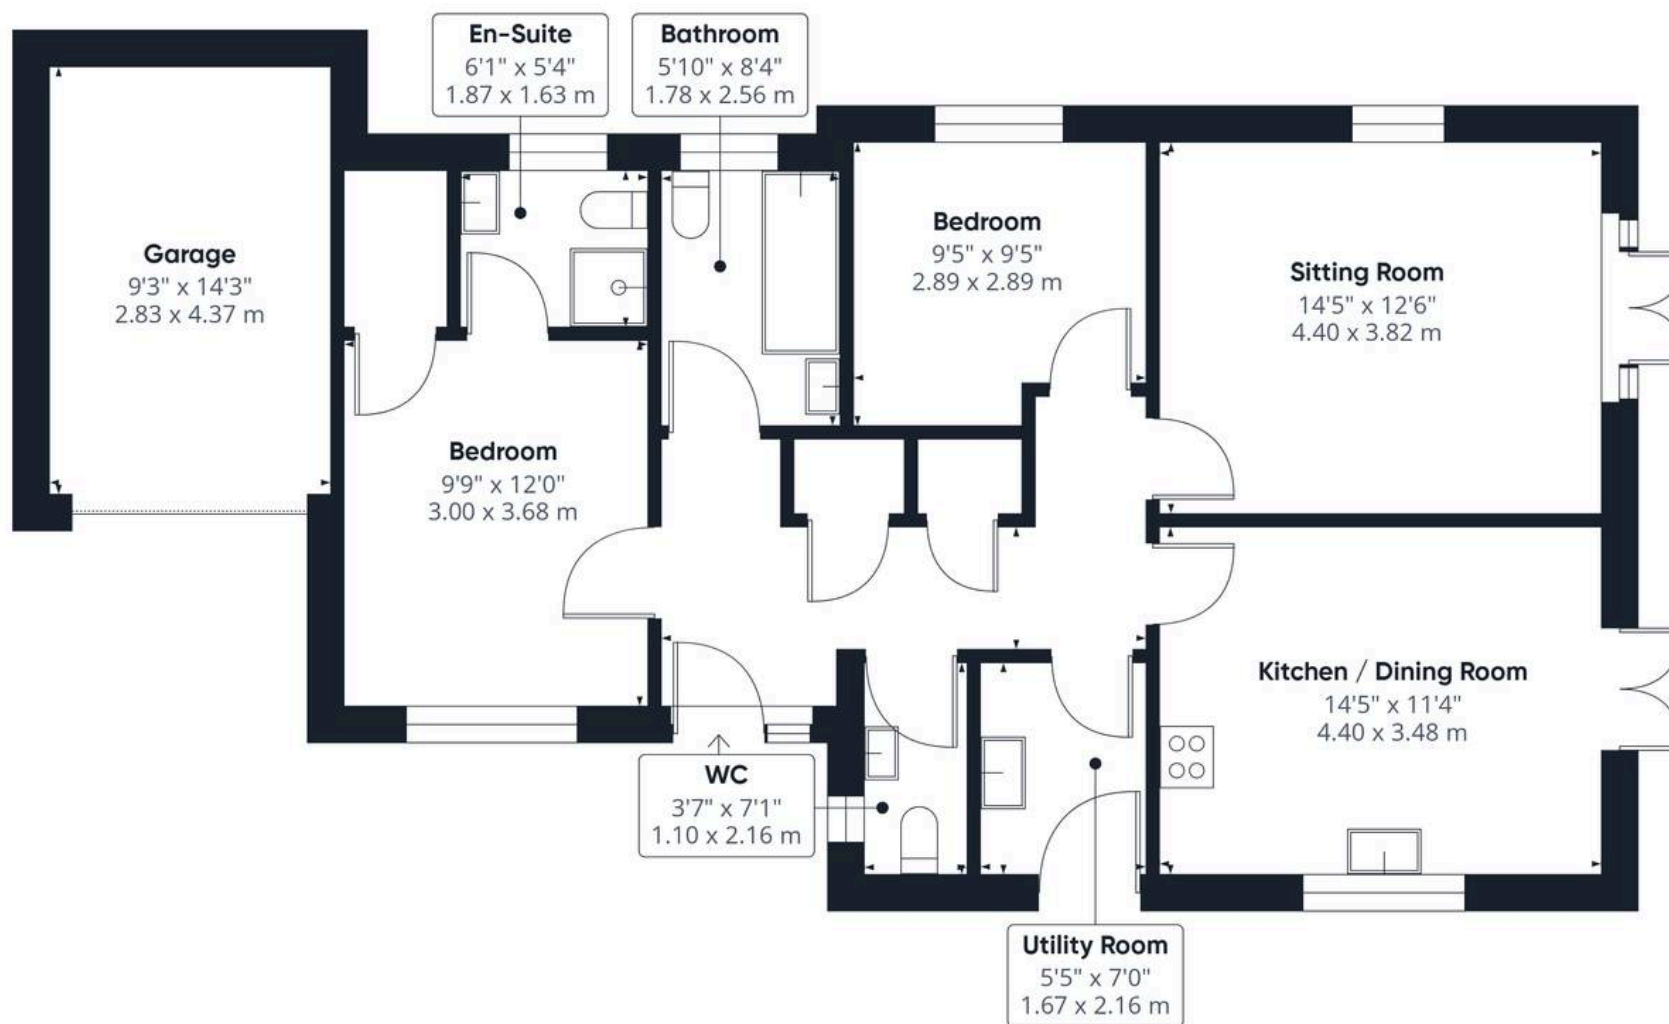 En-Suite
6'1" x 5'4"
1.87 x 1.63 m
Bathroom
5'10" x 8'4"
1.78 x 2.56 m
Garage
9'3" x 14'3"
2.83 x 4.37 m
Bedroom
9'5" x 9'5"
2.89 x 2.89 m
Sitting Room
14'5" x 12'6"
4.40 x 3.82 m
Bedroom
9'9" x 12'0"
3.00 x 3.68 m
Kitchen / Dining Room
14'5" x 11'4"
4.40 x 3.48 m
WC
3'7" x 7'1"
1.10 x 2.16 m
Utility Room
5'5" x 7'0"
1.67 x 2.16 m